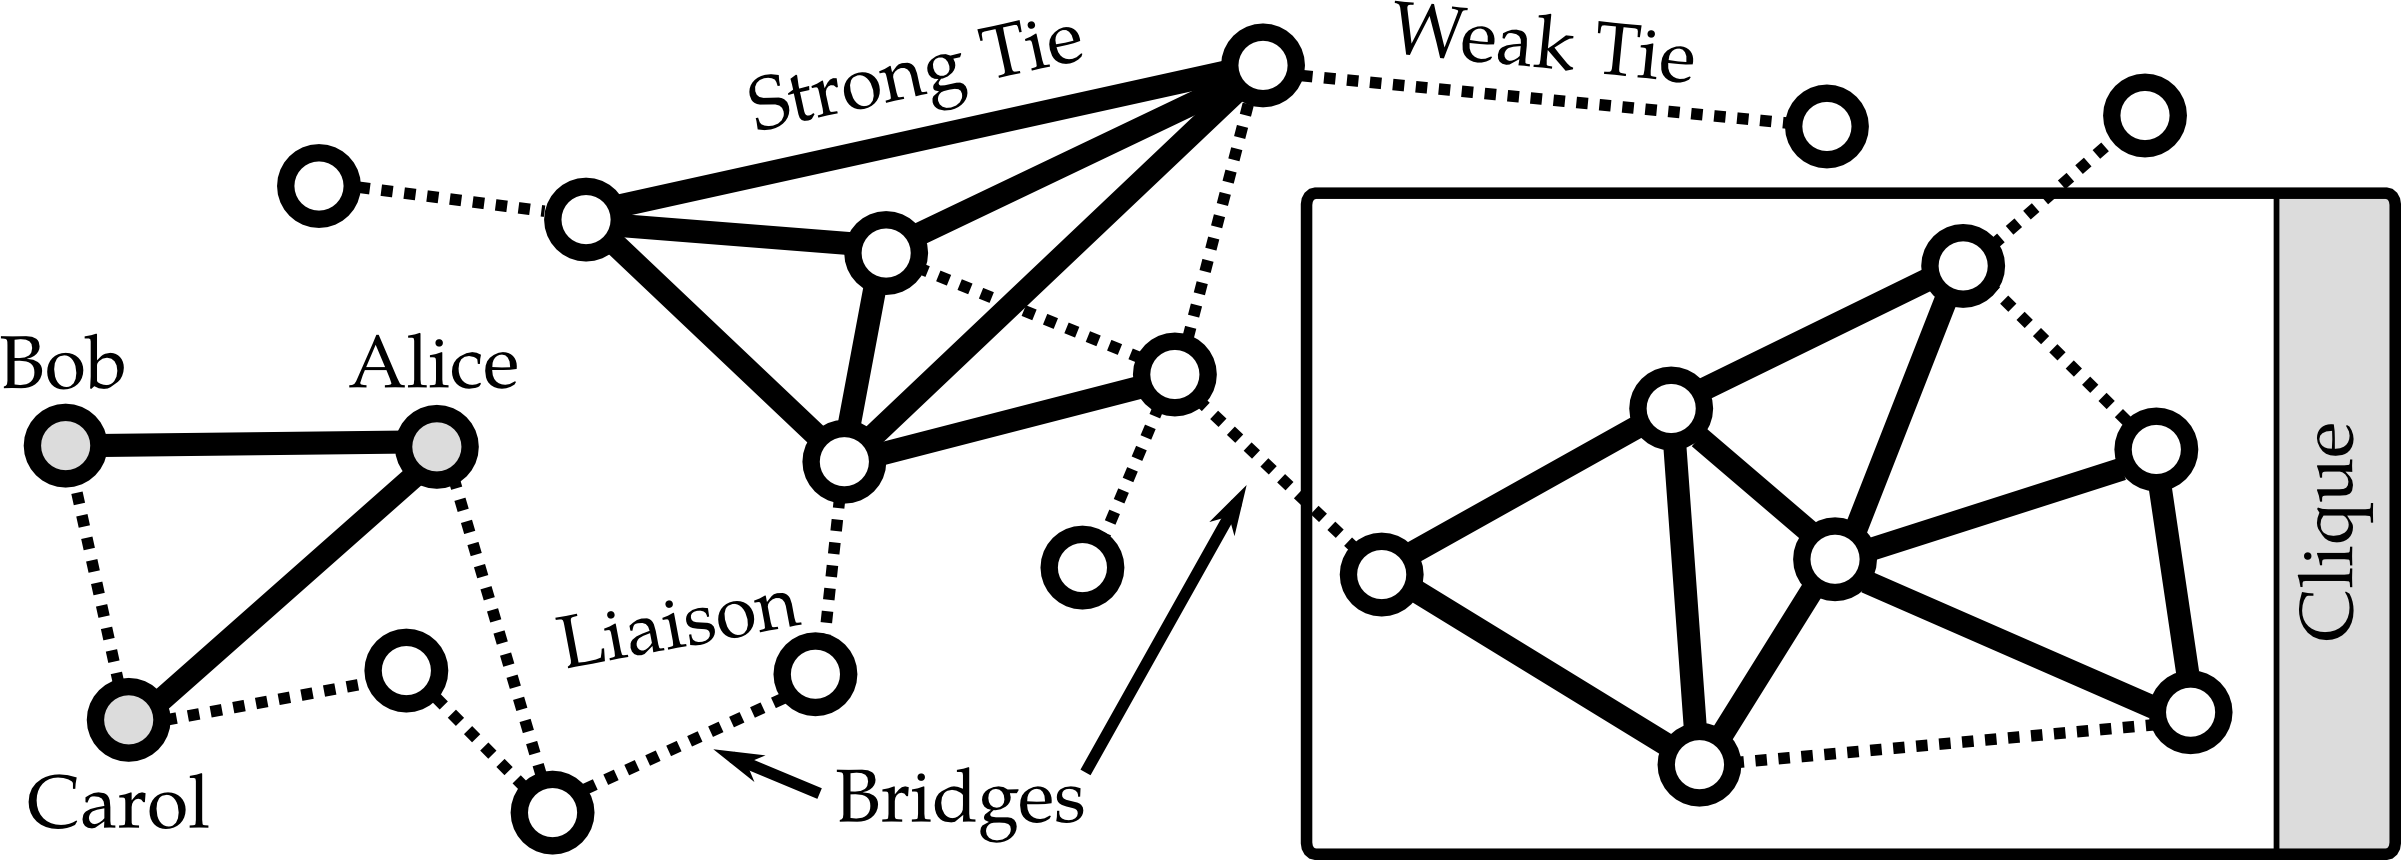 Strong Tie
Weak Tie
Bob
Alice
Liaison
Carol
Bridges
Clique